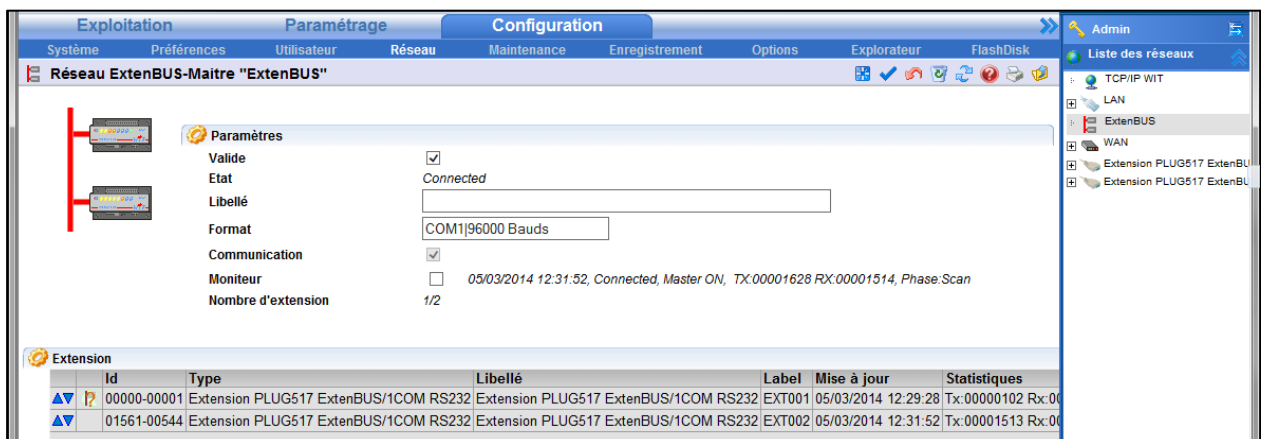 Exploitation Paramétrage Configuration
Système Préférences Utilisateur Réseau Maintenance Enregistrement Options Explorateur FlashDisk
Réseau ExtenBUS-Maitre "ExtenBUS"
Paramètres
Valide
Etat Connected
Libellé
Format COM1|96000 Bauds
Communication
Moniteur 05/03/2014 12:31:52, Connected, Master ON, TX:00001628 RX:00001514, Phase:Scan
Nombre d'extension 1/2
Extension
Id Type Libellé Label Mise à jour Statistiques
00000-00001 Extension PLUG517 ExtenBUS/1COM RS232 Extension PLUG517 ExtenBUS/1COM RS232 EXT001 05/03/2014 12:29:28 Tx:00000102 Rx:00
01561-00544 Extension PLUG517 ExtenBUS/1COM RS232 Extension PLUG517 ExtenBUS/1COM RS232 EXT002 05/03/2014 12:31:52 Tx:00001513 Rx:00
Admin
Liste des réseaux
TCP/IP WIT
LAN
ExtenBUS
WAN
Extension PLUG517 ExtenBU
Extension PLUG517 ExtenBU